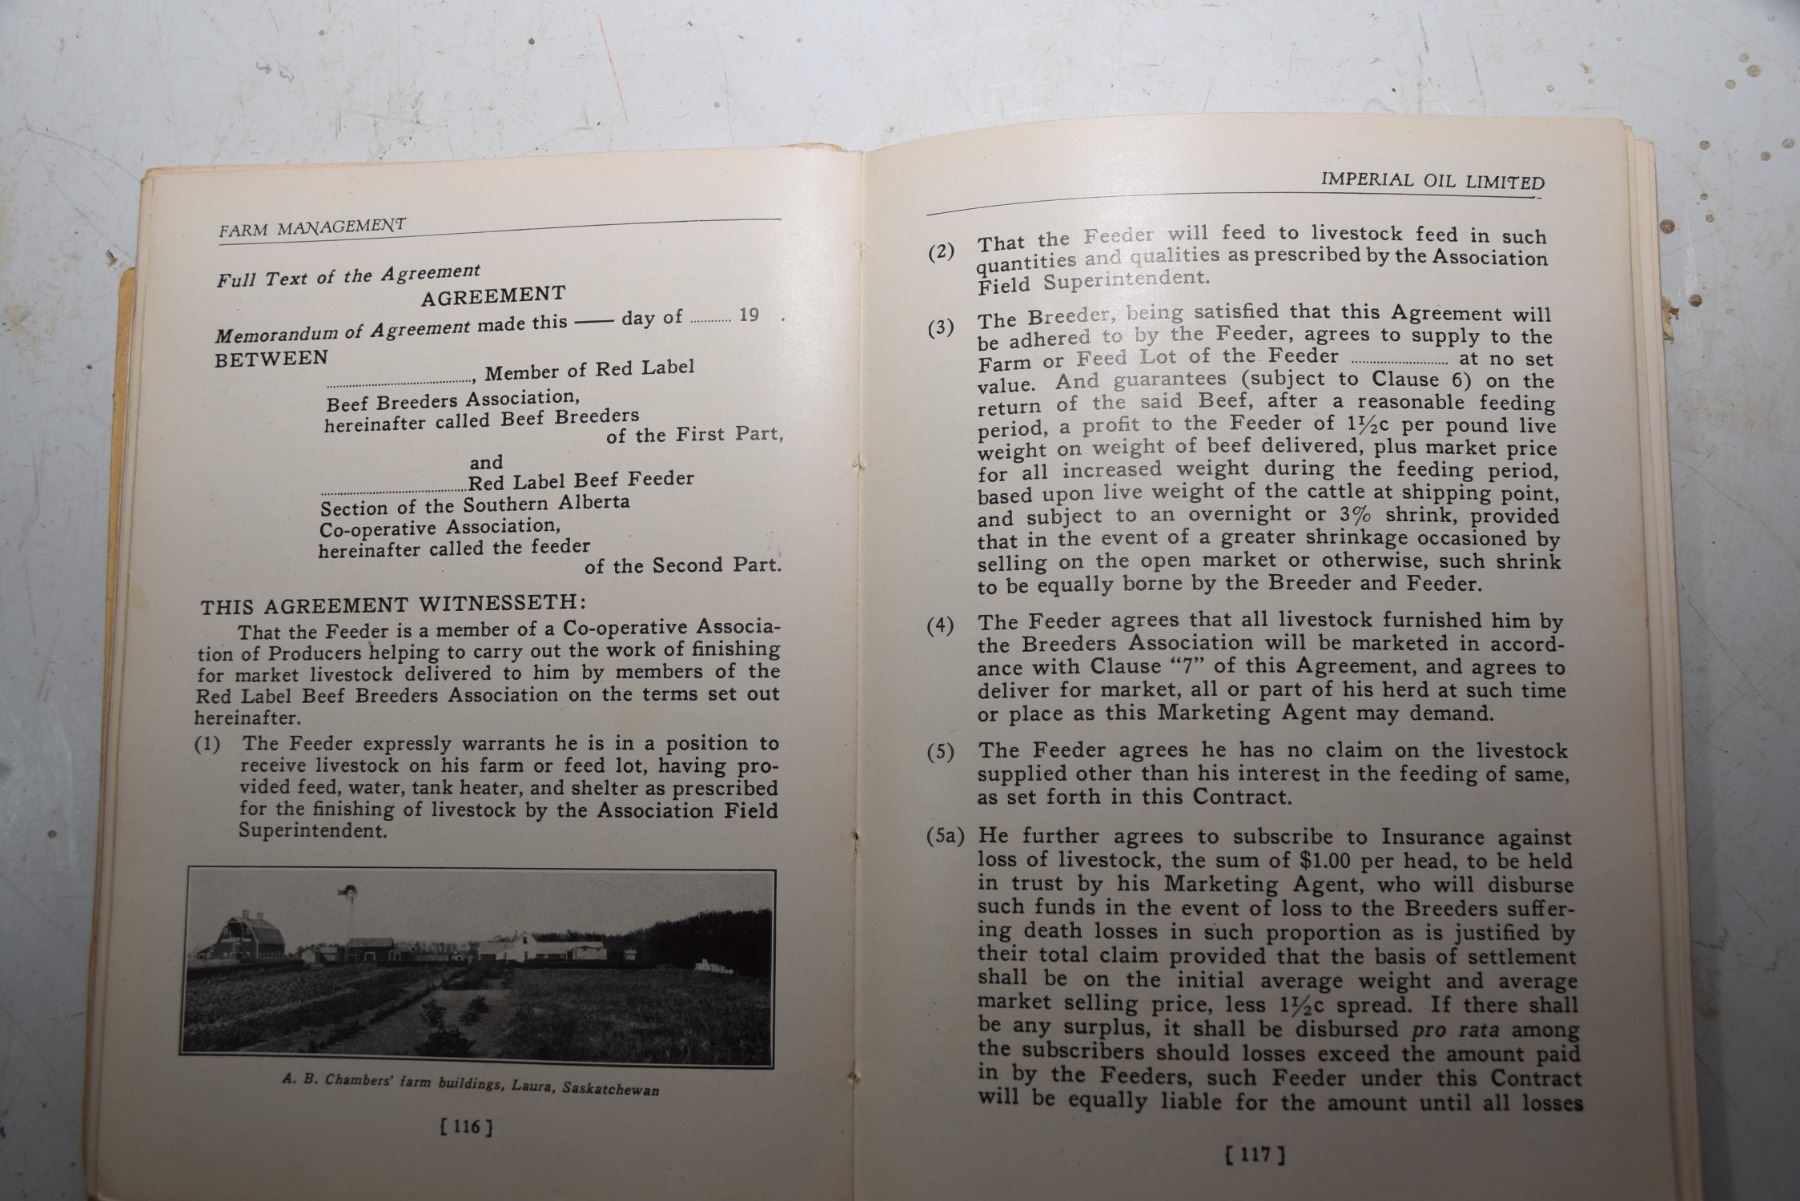 FARM MANAGEMENT
Full Text of the Agreement
AGREEMENT
Memorandum of Agreement made this —— day of ........... 19 .
BETWEEN
..........................................., Member of Red Label
Beef Breeders Association,
hereinafter called Beef Breeders
of the First Part,
and
...........................................Red Label Beef Feeder
Section of the Southern Alberta
Co-operative Association,
hereinafter called the feeder
of the Second Part.
THIS AGREEMENT WITNESSETH:
That the Feeder is a member of a Co-operative Associa-
tion of Producers helping to carry out the work of finishing
for market livestock delivered to him by members of the
Red Label Beef Breeders Association on the terms set out
hereinafter.
(1) The Feeder expressly warrants he is in a position to
receive livestock on his farm or feed lot, having pro-
vided feed, water, tank heater, and shelter as prescribed
for the finishing of livestock by the Association Field
Superintendent.
A. B. Chambers' farm buildings, Laura, Saskatchewan
[ 116 ]
IMPERIAL OIL LIMITED
(2) That the Feeder will feed to livestock feed in such
quantities and qualities as prescribed by the Association
Field Superintendent.
(3) The Breeder, being satisfied that this Agreement will
be adhered to by the Feeder, agrees to supply to the
Farm or Feed Lot of the Feeder ............................ at no set
value. And guarantees (subject to Clause 6) on the
return of the said Beef, after a reasonable feeding
period, a profit to the Feeder of 1½c per pound live
weight on weight of beef delivered, plus market price
for all increased weight during the feeding period,
based upon live weight of the cattle at shipping point,
and subject to an overnight or 3% shrink, provided
that in the event of a greater shrinkage occasioned by
selling on the open market or otherwise, such shrink
to be equally borne by the Breeder and Feeder.
(4) The Feeder agrees that all livestock furnished him by
the Breeders Association will be marketed in accord-
ance with Clause “7” of this Agreement, and agrees to
deliver for market, all or part of his herd at such time
or place as this Marketing Agent may demand.
(5) The Feeder agrees he has no claim on the livestock
supplied other than his interest in the feeding of same,
as set forth in this Contract.
(5a) He further agrees to subscribe to Insurance against
loss of livestock, the sum of $1.00 per head, to be held
in trust by his Marketing Agent, who will disburse
such funds in the event of loss to the Breeders suffer-
ing death losses in such proportion as is justified by
their total claim provided that the basis of settlement
shall be on the initial average weight and average
market selling price, less 1½c spread. If there shall
be any surplus, it shall be disbursed pro rata among
the subscribers should losses exceed the amount paid
in by the Feeders, such Feeder under this Contract
will be equally liable for the amount until all losses
[ 117 ]